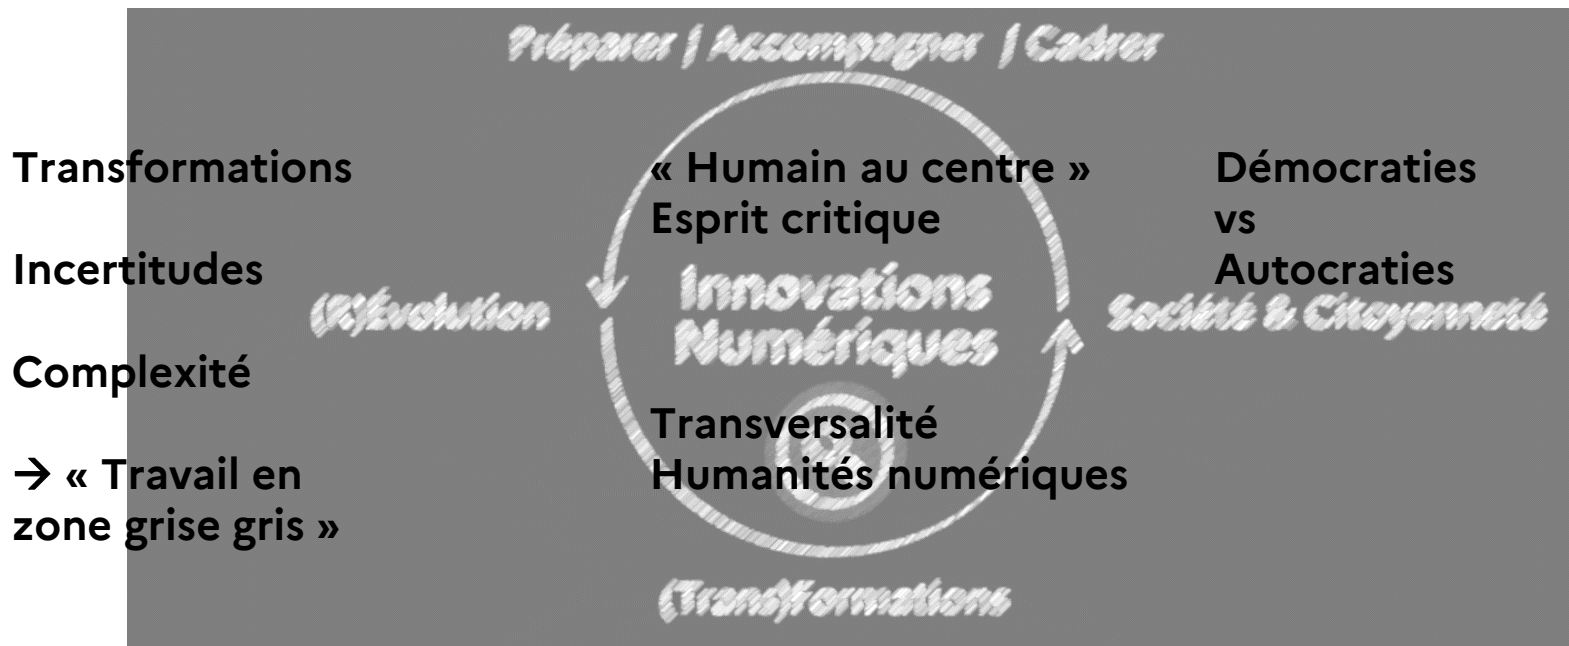 Préparer | Accompagner | Cadrer
Transformations
Incertitudes
Complexité
→ « Travail en
zone grise gris »
(R)Évolution
« Humain au centre »
Esprit critique
Innovations
Numériques
Transversalité
Humanités numériques
Démocraties
vs
Autocraties
Société & Citoyenneté
(Trans)Formations